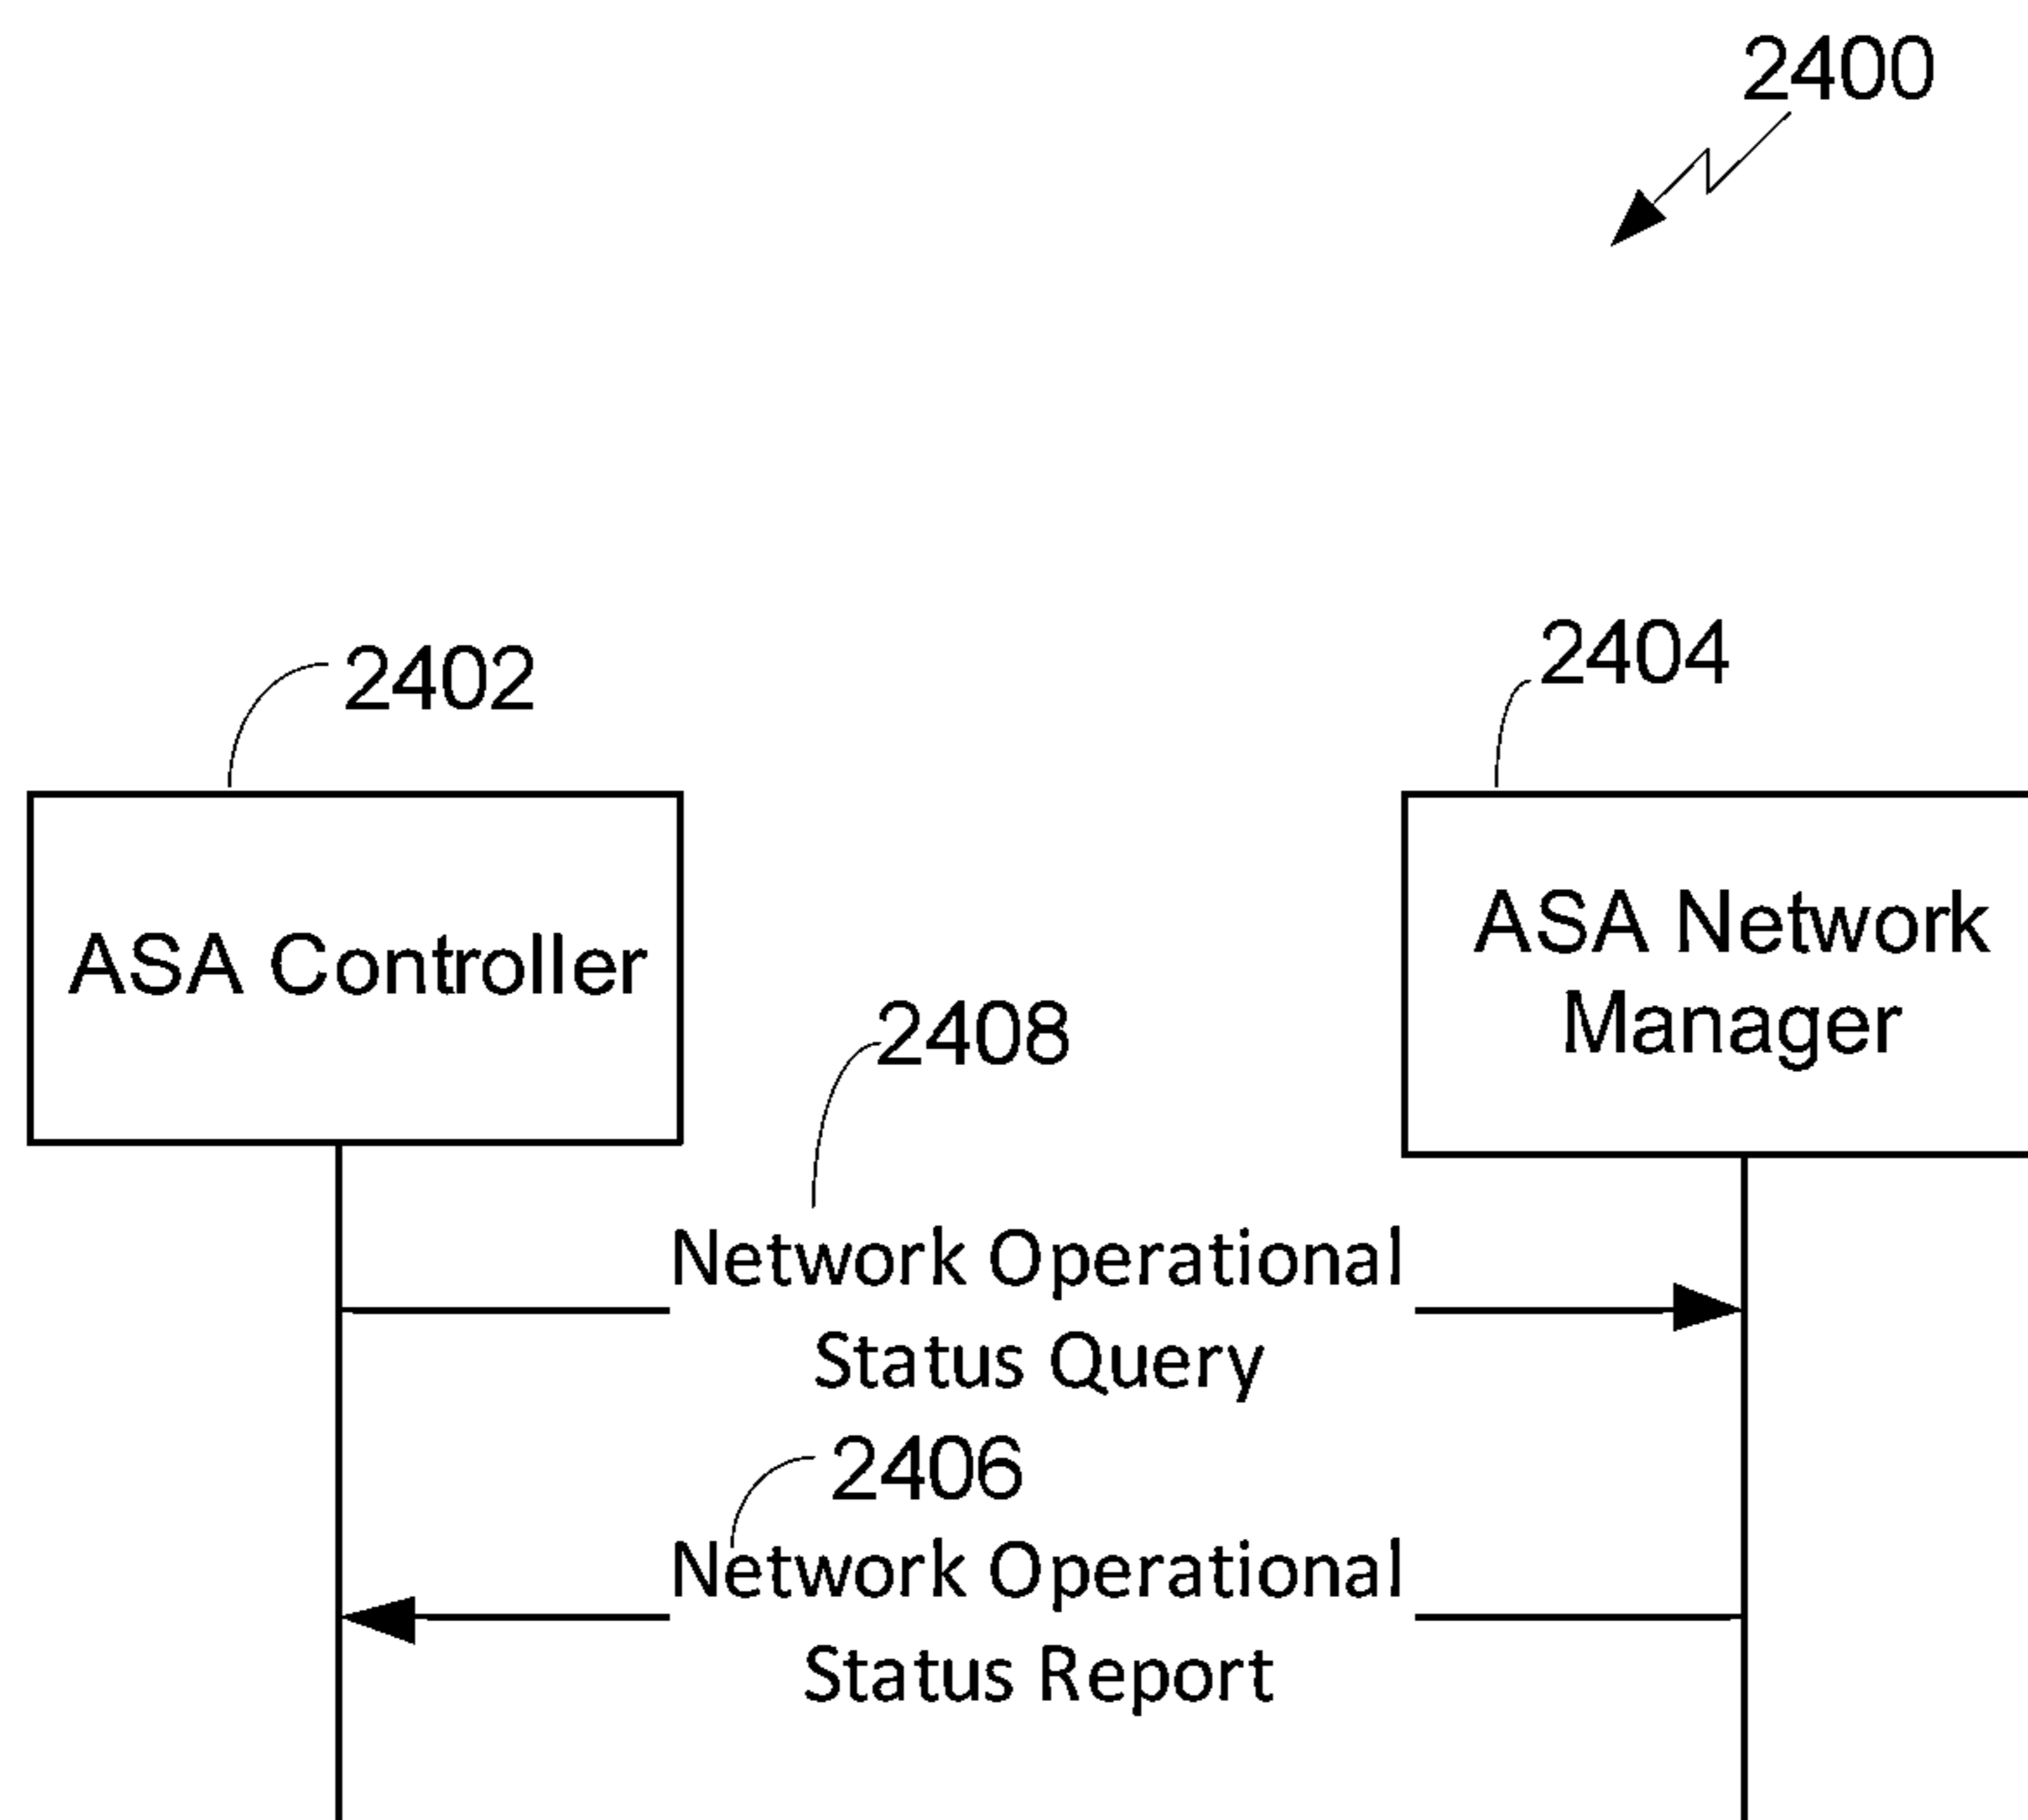 2400
2402
2404
ASA Controller
ASA Network
Manager
2408
Network Operational
Status Query
2406
Network Operational
Status Report